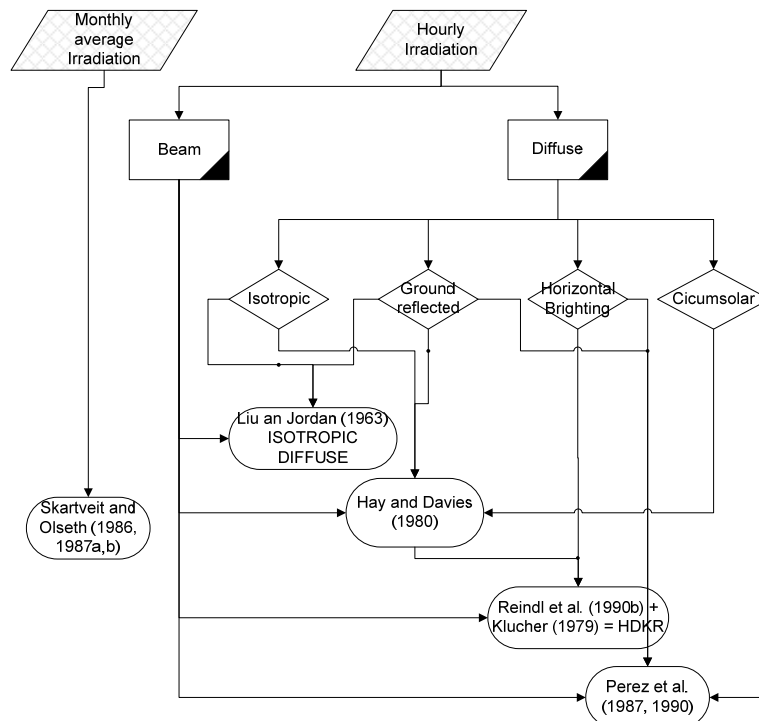 Monthly
average
Irradiation
Hourly
Irradiation
Beam
Diffuse
Isotropic
Ground
reflected
Horizontal
Brighting
Cicumsolar
Liu an Jordan (1963)
ISOTROPIC
DIFFUSE
Skartveit and
Olseth (1986,
1987a,b)
Hay and Davies
(1980)
Reindl et al. (1990b) +
Klucher (1979) = HDKR
Perez et al.
(1987, 1990)